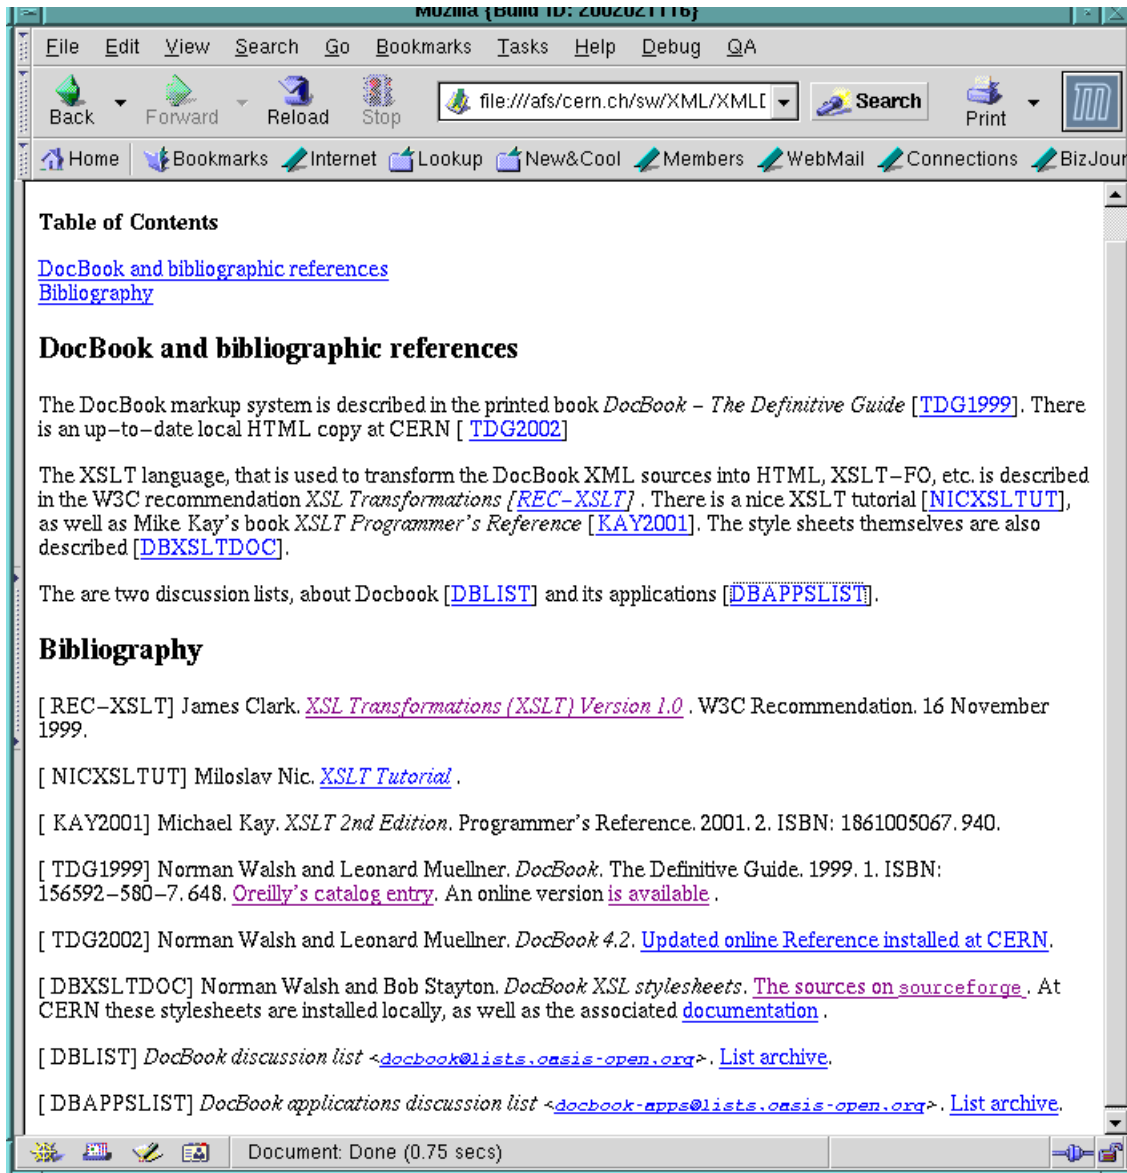 Mozilla {Build ID: 2002021116}
File Edit View Search Go Bookmarks Tasks Help Debug QA
Back Forward Reload Stop file:///afs/cern.ch/sw/XML/XMLD Search Print
Home Bookmarks Internet Lookup New&Cool Members WebMail Connections BizJour
Table of Contents
DocBook and bibliographic references
Bibliography
DocBook and bibliographic references
The DocBook markup system is described in the printed book DocBook – The Definitive Guide [TDG1999]. There
is an up–to–date local HTML copy at CERN [ TDG2002]
The XSLT language, that is used to transform the DocBook XML sources into HTML, XSLT–FO, etc. is described
in the W3C recommendation XSL Transformations [REC–XSLT] . There is a nice XSLT tutorial [NICXSLTUT],
as well as Mike Kay's book XSLT Programmer's Reference [ KAY2001]. The style sheets themselves are also
described [DBXSLTDOC].
The are two discussion lists, about Docbook [DBLIST] and its applications [DBAPPSLIST].
Bibliography
[ REC–XSLT] James Clark. XSL Transformations (XSLT) Version 1.0 . W3C Recommendation. 16 November
1999.
[ NICXSLTUT] Miloslav Nic. XSLT Tutorial .
[ KAY2001] Michael Kay. XSLT 2nd Edition. Programmer's Reference. 2001. 2. ISBN: 1861005067. 940.
[ TDG1999] Norman Walsh and Leonard Muellner. DocBook. The Definitive Guide. 1999. 1. ISBN:
156592–580–7. 648. Oreilly's catalog entry. An online version is available .
[ TDG2002] Norman Walsh and Leonard Muellner. DocBook 4.2. Updated online Reference installed at CERN.
[ DBXSLTDOC] Norman Walsh and Bob Stayton. DocBook XSL stylesheets. The sources on sourceforge . At
CERN these stylesheets are installed locally, as well as the associated documentation .
[ DBLIST] DocBook discussion list <docbook@lists.oasis-open.org>. List archive.
[ DBAPPSLIST] DocBook applications discussion list <docbook-apps@lists.oasis-open.org>. List archive.
Document: Done (0.75 secs)